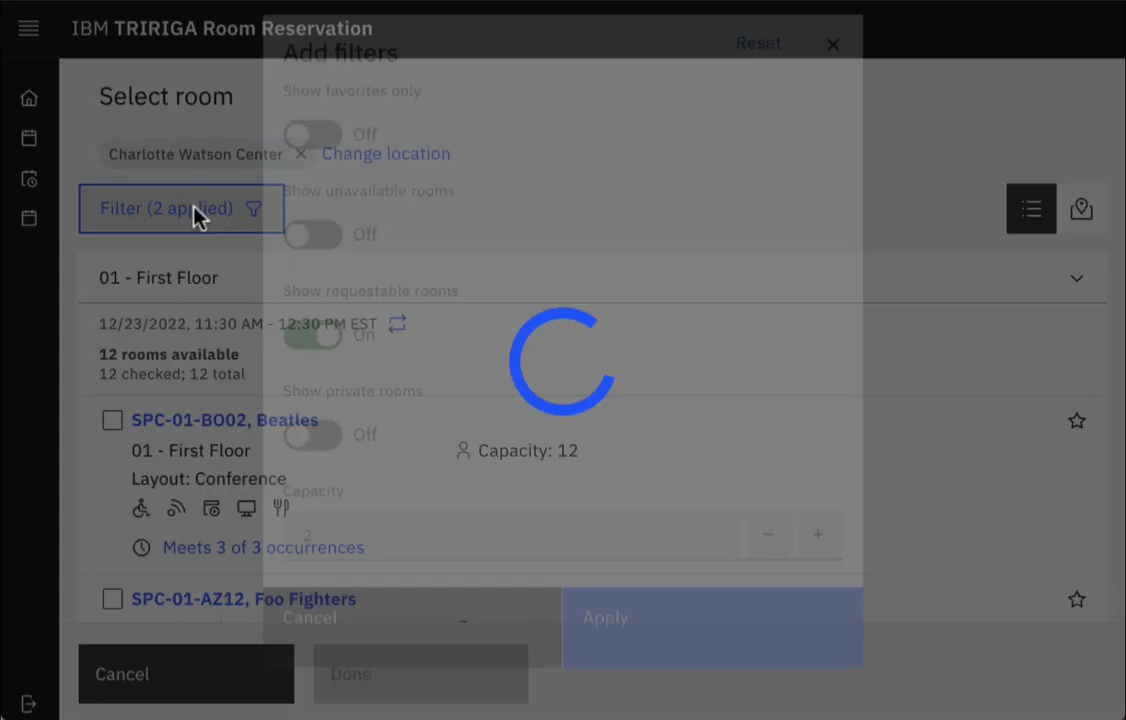 IBM TRIRIGA Room Reservation
Add filters
Reset
Show favorites only
Off
Select room
Charlotte Watson Center
Change location
Show unavailable rooms
Filter (2 applied)
Off
01 - First Floor
Show requestable rooms
12/23/2022, 11:30 AM - 12:30 PM EST
On
12 rooms available
12 checked; 12 total
Show private rooms
SPC-01-BO02, Beatles
Off
01 - First Floor
Capacity: 12
Layout: Conference
Capacity
2
Meets 3 of 3 occurrences
SPC-01-AZ12, Foo Fighters
Cancel
Apply
Cancel
Done